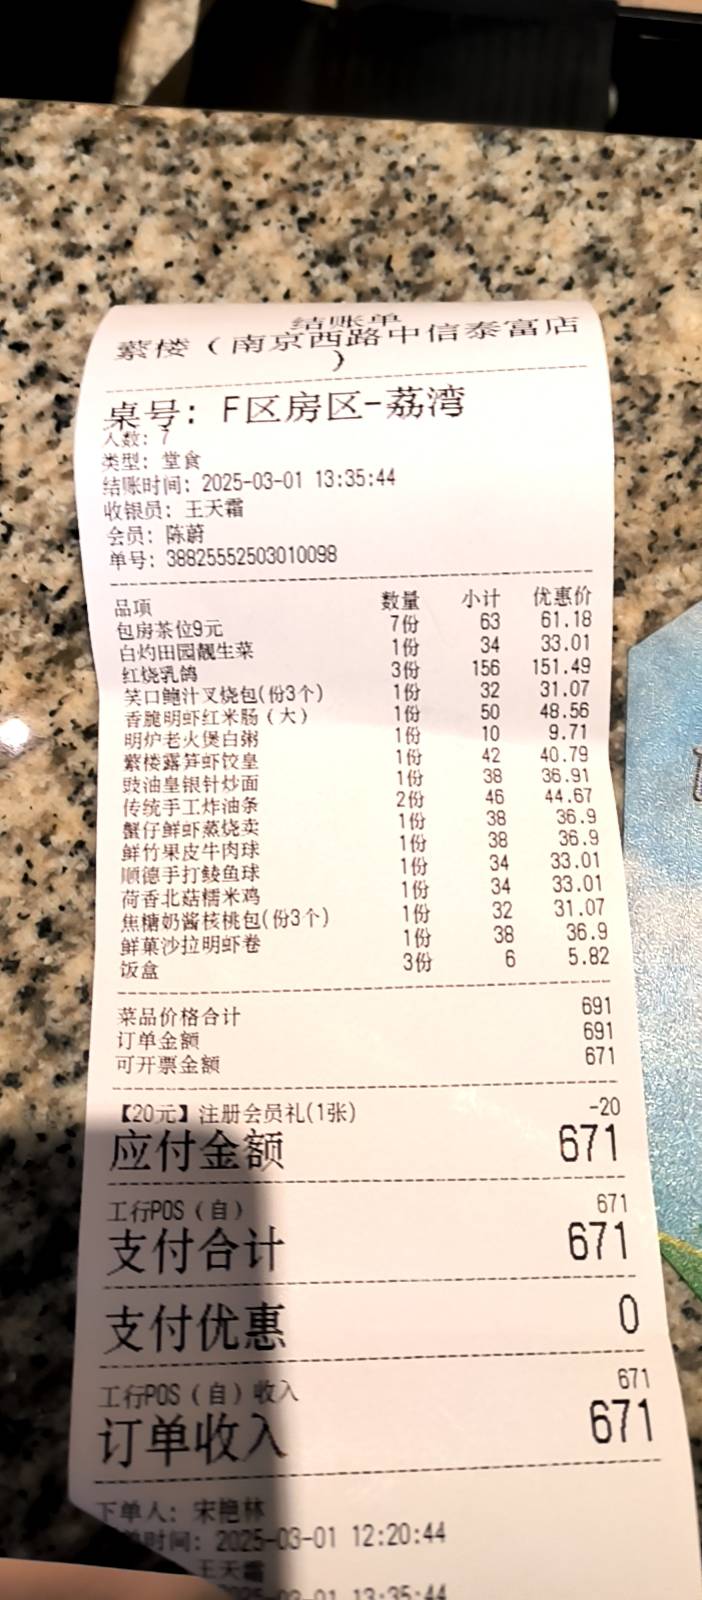 结账单
蘩楼（南京西路中信泰富店
）
桌号: F区房区-荔湾
人数: 7
类型: 堂食
结账时间: 2025-03-01 13:35:44
收银员: 王天霜
会员: 陈蔚
单号: 38825552503010098
品项 数量 小计 优惠价
包房茶位9元 7份 63 61.18
白灼田园靓生菜 1份 34 33.01
红烧乳鸽 3份 156 151.49
笑口鲍汁叉烧包(份3个) 1份 32 31.07
香脆明虾红米肠（大） 1份 50 48.56
明炉老火煲白粥 1份 10 9.71
蘩楼露笋虾饺皇 1份 42 40.79
豉油皇银针炒面 1份 38 36.91
传统手工炸油条 2份 46 44.67
蟹仔鲜虾蒸烧卖 1份 38 36.9
鲜竹果皮牛肉球 1份 38 36.9
顺德手打鲮鱼球 1份 34 33.01
荷香北菇糯米鸡 1份 34 33.01
焦糖奶酱核桃包(份3个) 1份 32 31.07
鲜菓沙拉明虾卷 1份 38 36.9
饭盒 3份 6 5.82
菜品价格合计 691
订单金额 691
可开票金额 671
【20元】注册会员礼(1张) -20
应付金额 671
工行POS（自） 671
支付合计 671
支付优惠 0
工行POS（自）收入 671
订单收入 671
下单人: 宋艳林
单时间: 2025-03-01 12:20:44
王天霜
2025-03-01 13:35:44